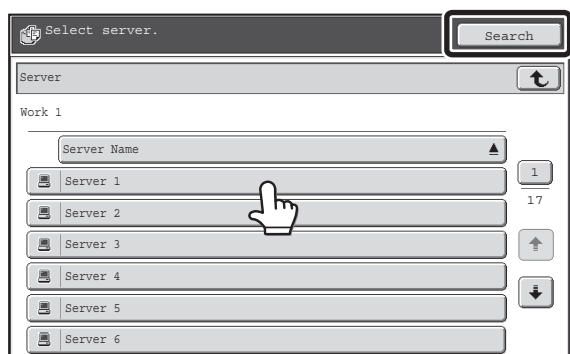 Select server.
Search
Server
Work 1
Server Name
Server 1
1
17
Server 2
Server 3
Server 4
Server 5
Server 6